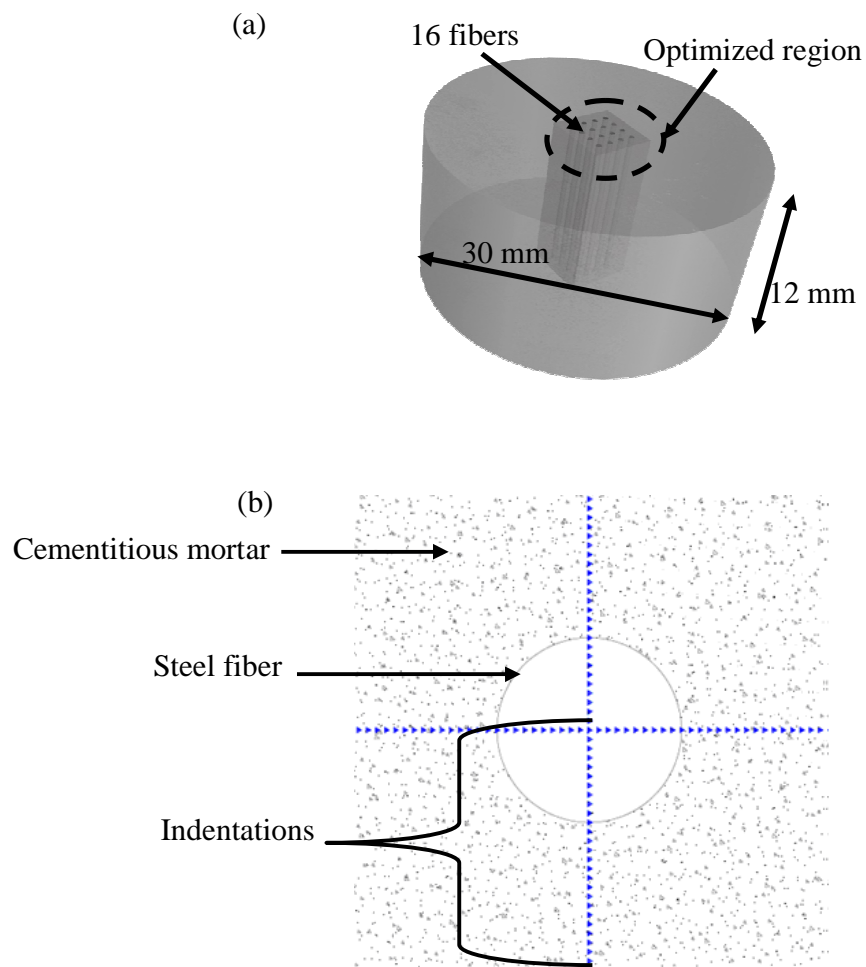 (a)
16 fibers
Optimized region
30 mm
12 mm
(b)
Cementitious mortar
Steel fiber
Indentations